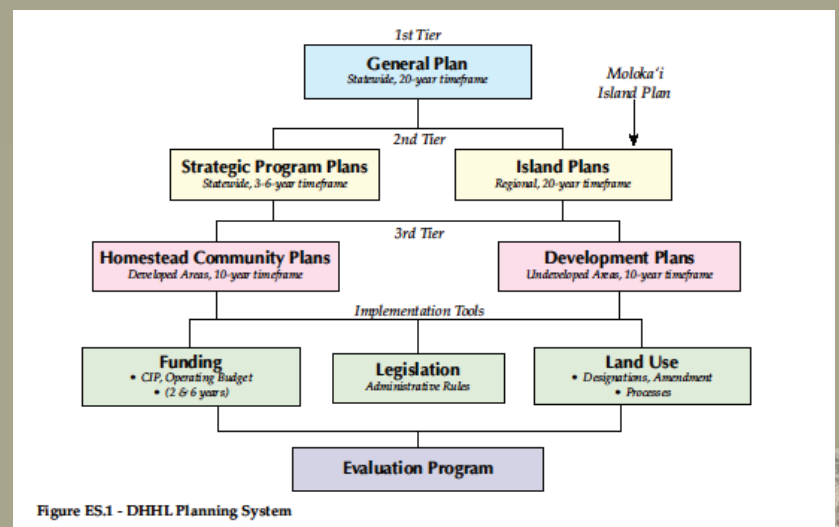 1st Tier
General Plan
Statewide, 20-year timeframe
Moloka‘i
Island Plan
2nd Tier
Strategic Program Plans
Statewide, 3-6-year timeframe
Island Plans
Regional, 20-year timeframe
3rd Tier
Homestead Community Plans
Developed Areas, 10-year timeframe
Development Plans
Undeveloped Areas, 10-year timeframe
Implementation Tools
Funding
• CIP, Operating Budget
• (2 & 6 years)
Legislation
Administrative Rules
Land Use
• Designations, Amendment
• Processes
Evaluation Program
Figure ES.1 - DHHL Planning System